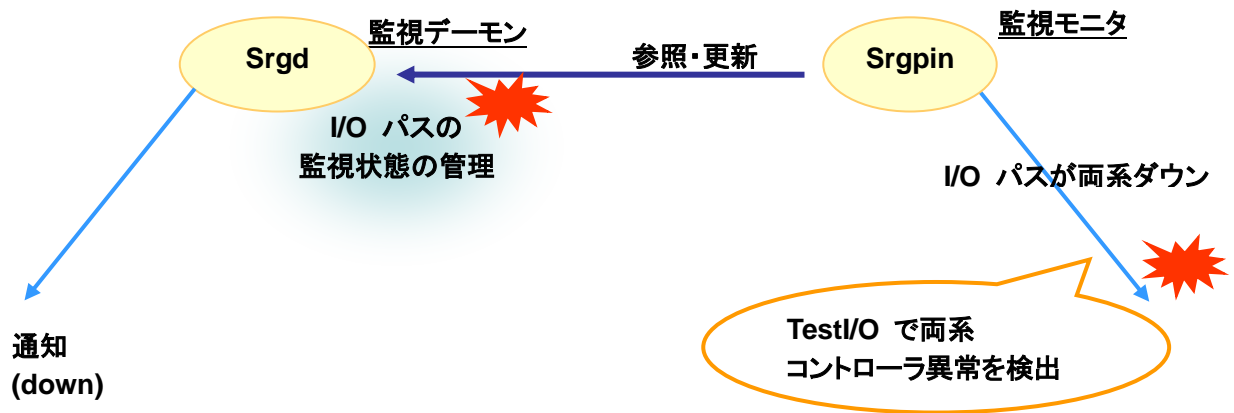 監視デーモン
監視モニタ
Srgd
参照・更新
Srgpin
I/O パスの
監視状態の管理
I/O パスが両系ダウン
TestI/O で両系
コントローラ異常を検出
通知
(down)